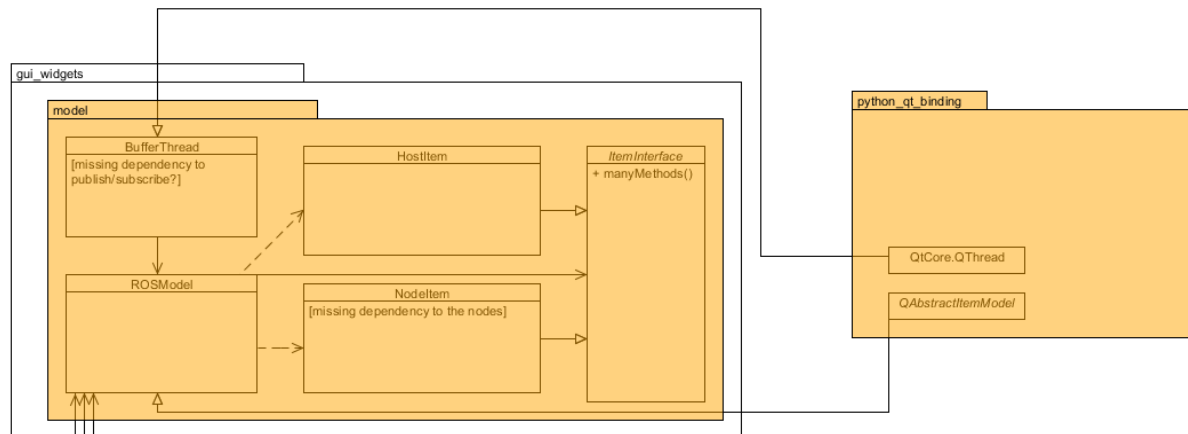 gui_widgets
model
python_qt_binding
BufferThread
[missing dependency to
publish/subscribe?]
HostItem
ItemInterface
+ manyMethods()
QtCore.QThread
ROSModel
NodeItem
[missing dependency to the nodes]
QAbstractItemModel